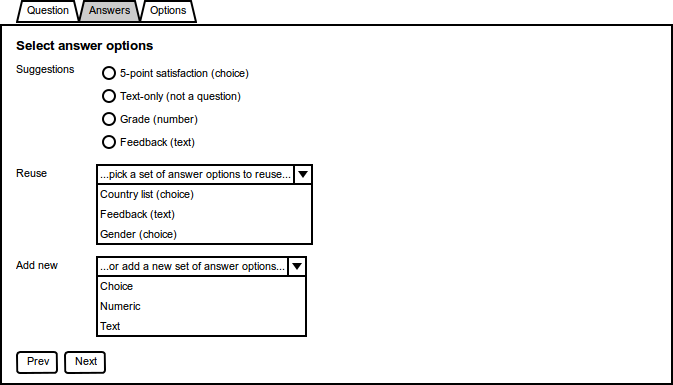 Question Answers Options
Select answer options
Suggestions
5-point satisfaction (choice)
Text-only (not a question)
Grade (number)
Feedback (text)
Reuse
...pick a set of answer options to reuse...
Country list (choice)
Feedback (text)
Gender (choice)
Add new
...or add a new set of answer options...
Choice
Numeric
Text
Prev Next